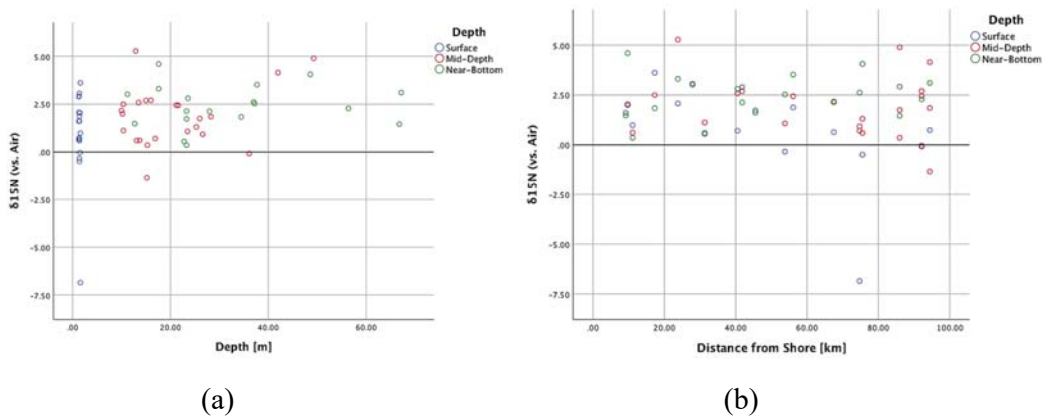 Depth
Surface
Mid-Depth
Near-Bottom
5.00
2.50
.00
-2.50
-5.00
-7.50
δ15N (vs. Air)
.00
20.00
40.00
60.00
Depth [m]
(a)
Depth
Surface
Mid-Depth
Near-Bottom
5.00
2.50
.00
-2.50
-5.00
-7.50
δ15N (vs. Air)
.00
20.00
40.00
60.00
80.00
100.00
Distance from Shore [km]
(b)